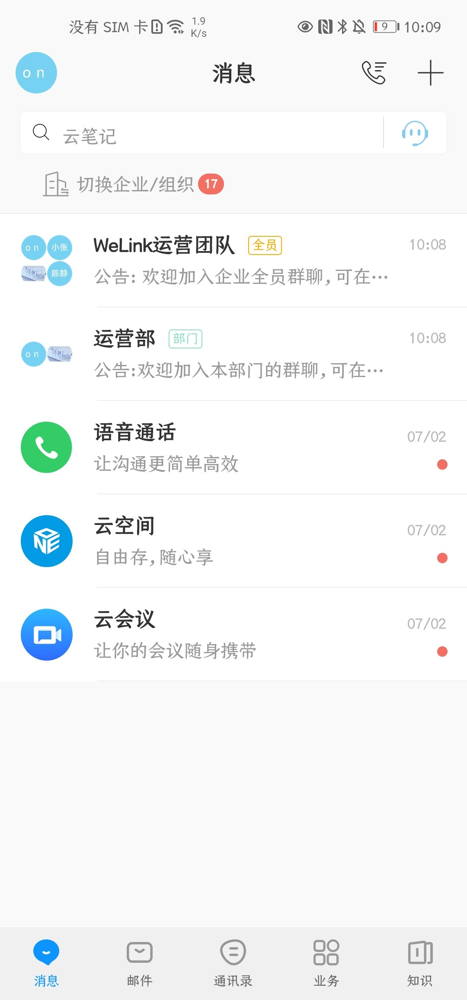 没有 SIM 卡 1.9 K/s 9 10:09
on 消息
云笔记
切换企业/组织 17
on 小张 陈静
WeLink运营团队 全员 10:08
公告: 欢迎加入企业全员群聊,可在…
on
运营部 部门 10:08
公告:欢迎加入本部门的群聊,可在…
语音通话 07/02
让沟通更简单高效
ONE
云空间 07/02
自由存,随心享
云会议 07/02
让你的会议随身携带
消息 邮件 通讯录 业务 知识